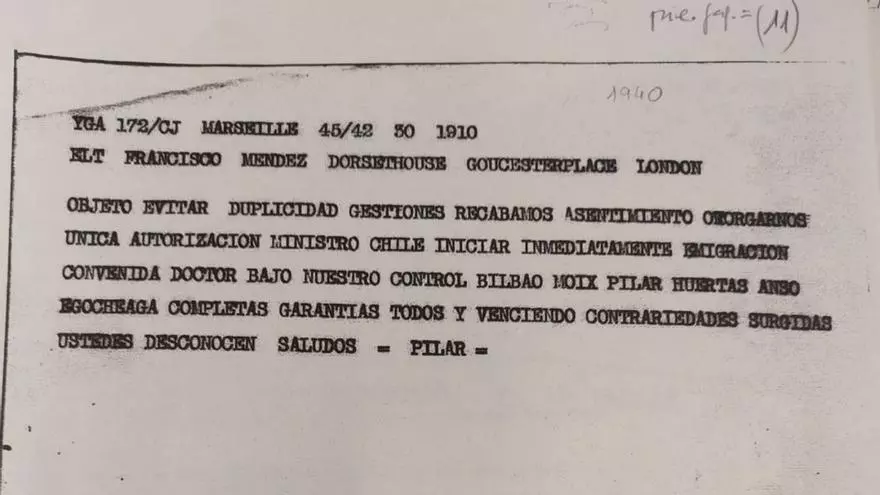 (11)
1940
YGA 172/CJ MARSEILLE 45/42 30 1910
ELT FRANCISCO MENDEZ DORSETHOUSE GOUCESTERPLACE LONDON
OBJETO EVITAR DUPLICIDAD GESTIONES RECABAMOS ASENTIMIENTO OTORGARNOS
UNICA AUTORIZACION MINISTRO CHILE INICIAR INMEDIATAMENTE EMIGRACION
CONVENIDA DOCTOR BAJO NUESTRO CONTROL BILBAO MOIX PILAR HUERTAS ANSO
EGOCHEAGA COMPLETAS GARANTIAS TODOS Y VENCIENDO CONTRARIEDADES SURGIDAS
USTEDES DESCONOCEN SALUDOS = PILAR =